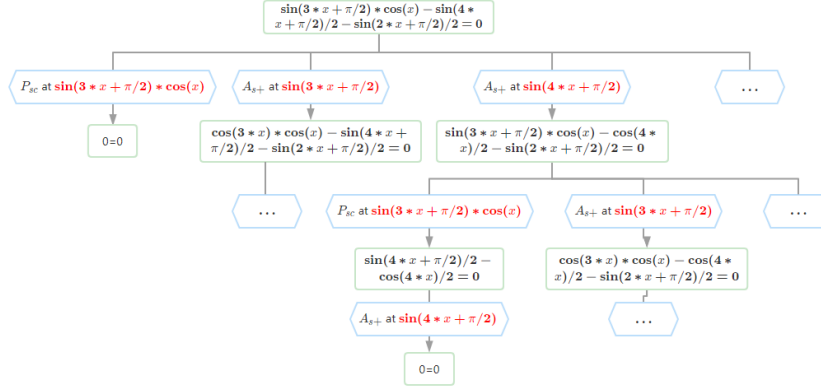 sin(3 * x + π/2) * cos(x) − sin(4 *
x + π/2)/2 − sin(2 * x + π/2)/2 = 0
P_sc at sin(3 * x + π/2) * cos(x)
A_s+ at sin(3 * x + π/2)
A_s+ at sin(4 * x + π/2)
...
0=0
cos(3 * x) * cos(x) − sin(4 * x +
π/2)/2 − sin(2 * x + π/2)/2 = 0
sin(3 * x + π/2) * cos(x) − cos(4 *
x)/2 − sin(2 * x + π/2)/2 = 0
...
P_sc at sin(3 * x + π/2) * cos(x)
A_s+ at sin(3 * x + π/2)
...
sin(4 * x + π/2)/2 −
cos(4 * x)/2 = 0
cos(3 * x) * cos(x) − cos(4 *
x)/2 − sin(2 * x + π/2)/2 = 0
A_s+ at sin(4 * x + π/2)
...
0=0